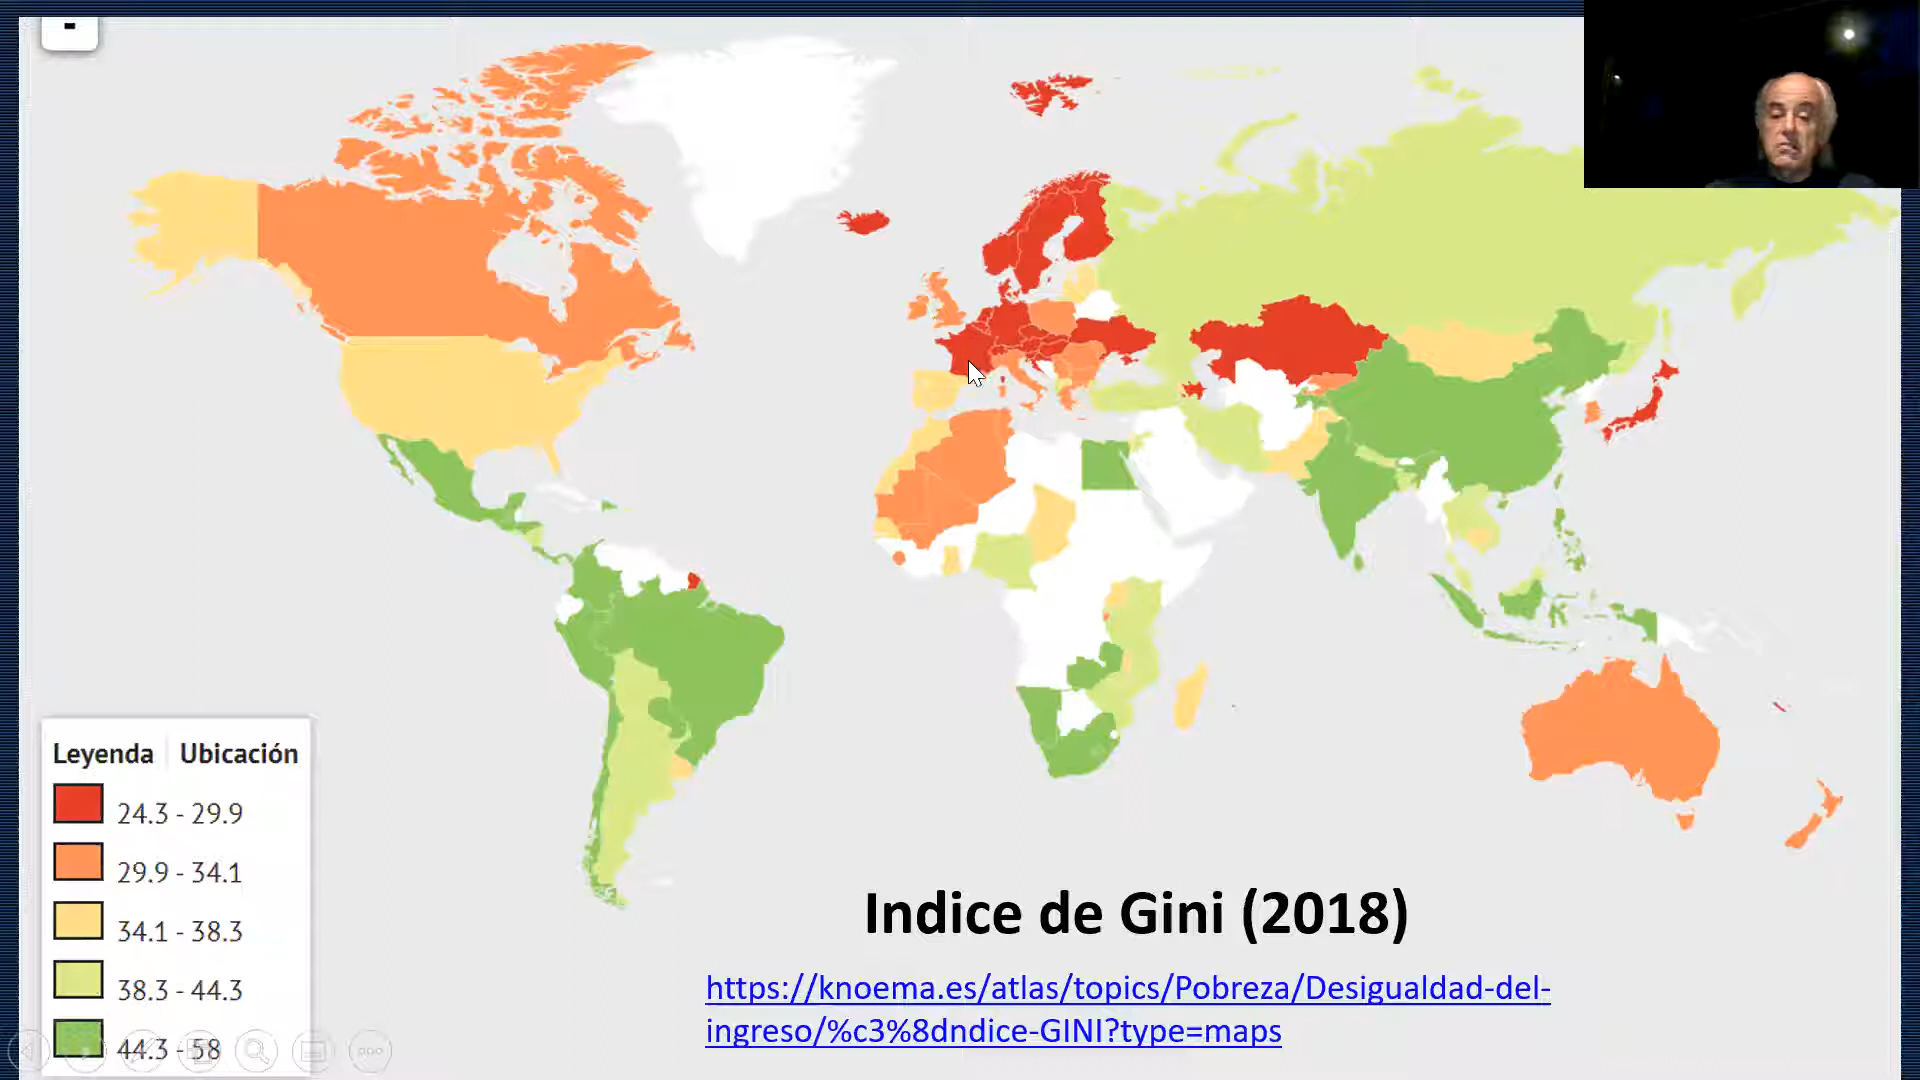 Leyenda Ubicación
24.3 - 29.9
29.9 - 34.1
34.1 - 38.3
38.3 - 44.3
44.3 - 58
Indice de Gini (2018)
https://knoema.es/atlas/topics/Pobreza/Desigualdad-del-
ingreso/%c3%8dndice-GINI?type=maps